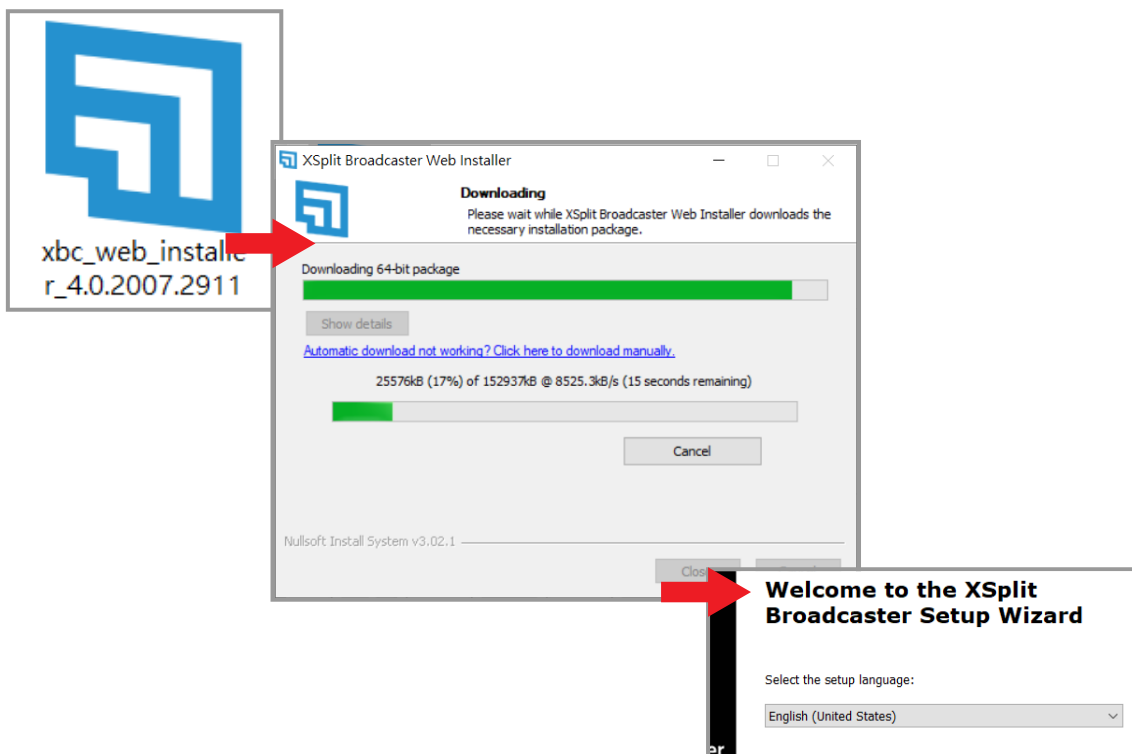 xbc_web_installe
r_4.0.2007.2911
XSplit Broadcaster Web Installer
Downloading
Please wait while XSplit Broadcaster Web Installer downloads the
necessary installation package.
Downloading 64-bit package
Show details
Automatic download not working? Click here to download manually.
25576kB (17%) of 152937kB @ 8525.3kB/s (15 seconds remaining)
Cancel
Nullsoft Install System v3.02.1
Welcome to the XSplit
Broadcaster Setup Wizard
Select the setup language:
English (United States)